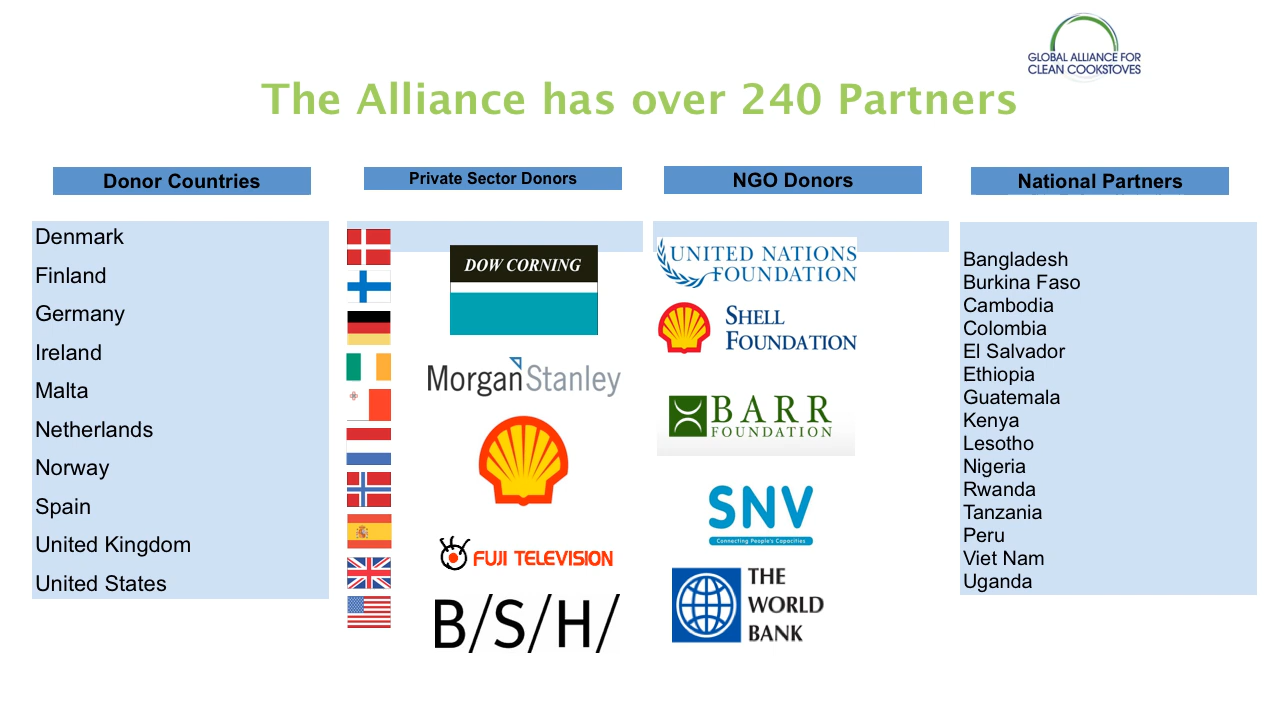 GLOBAL ALLIANCE FOR
CLEAN COOKSTOVES
The Alliance has over 240 Partners
Donor Countries
Denmark
Finland
Germany
Ireland
Malta
Netherlands
Norway
Spain
United Kingdom
United States
Private Sector Donors
DOW CORNING
MorganStanley
FUJI TELEVISION
B/S/H/
NGO Donors
UNITED NATIONS
FOUNDATION
SHELL
FOUNDATION
BARR
FOUNDATION
SNV
Connecting People's Capacities
THE
WORLD
BANK
National Partners
Bangladesh
Burkina Faso
Cambodia
Colombia
El Salvador
Ethiopia
Guatemala
Kenya
Lesotho
Nigeria
Rwanda
Tanzania
Peru
Viet Nam
Uganda